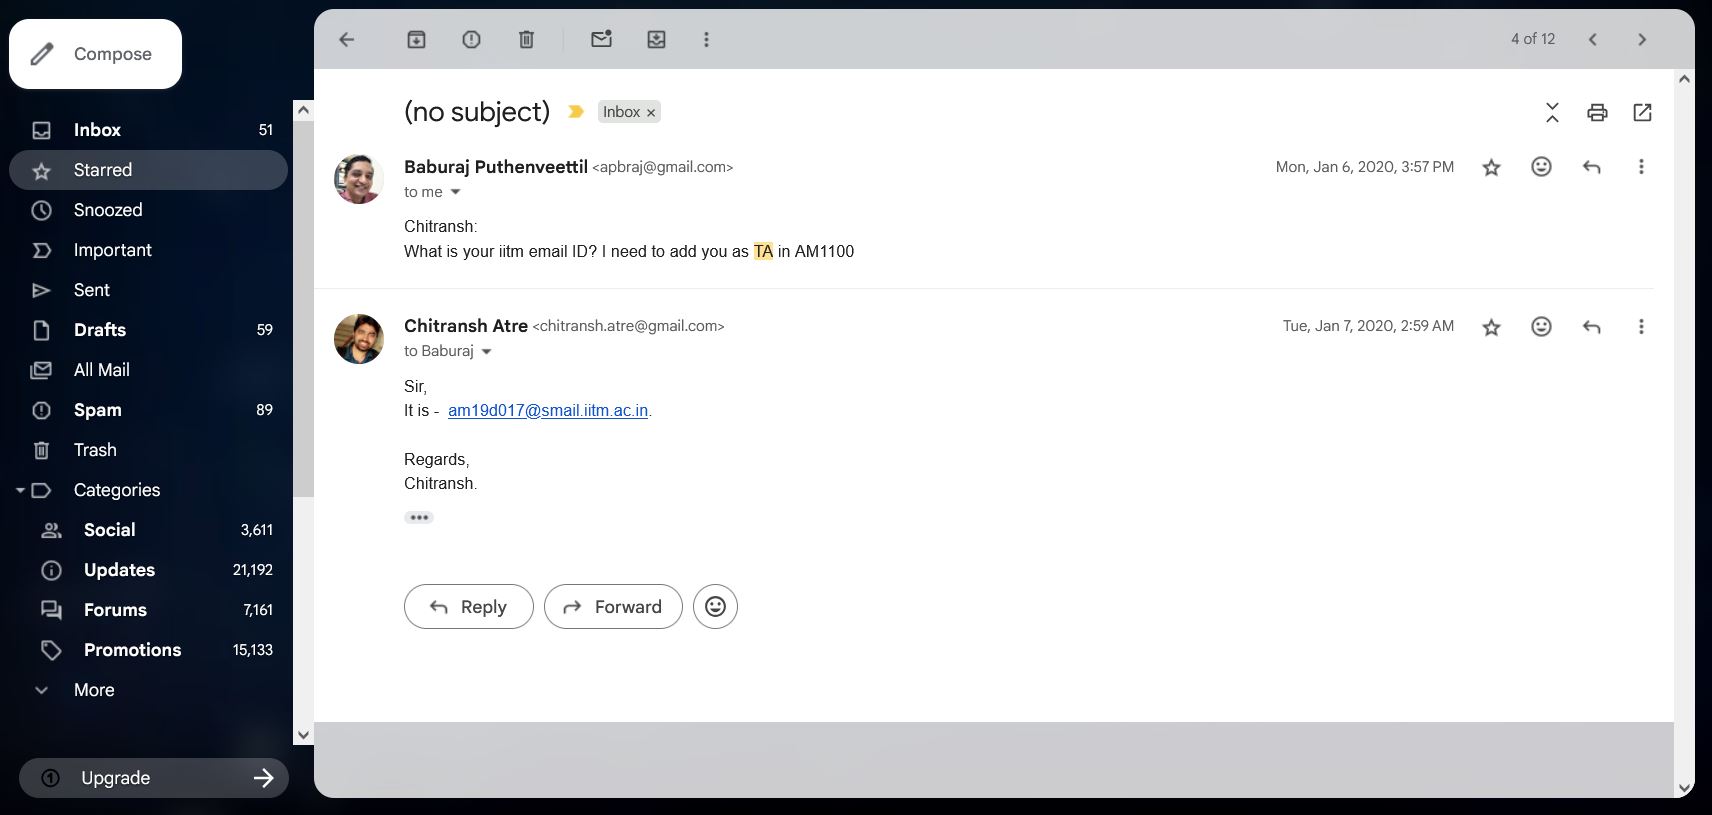 Compose
4 of 12
(no subject)
Inbox ×
Inbox 51
Starred
Snoozed
Important
Sent
Drafts 59
All Mail
Spam 89
Trash
Categories
Social 3,611
Updates 21,192
Forums 7,161
Promotions 15,133
More
1 Upgrade
Baburaj Puthenveettil <apbraj@gmail.com>
Mon, Jan 6, 2020, 3:57 PM
to me
Chitransh:
What is your iitm email ID? I need to add you as TA in AM1100
Chitransh Atre <chitransh.atre@gmail.com>
Tue, Jan 7, 2020, 2:59 AM
to Baburaj
Sir,
It is - am19d017@smail.iitm.ac.in.
Regards,
Chitransh.
Reply
Forward